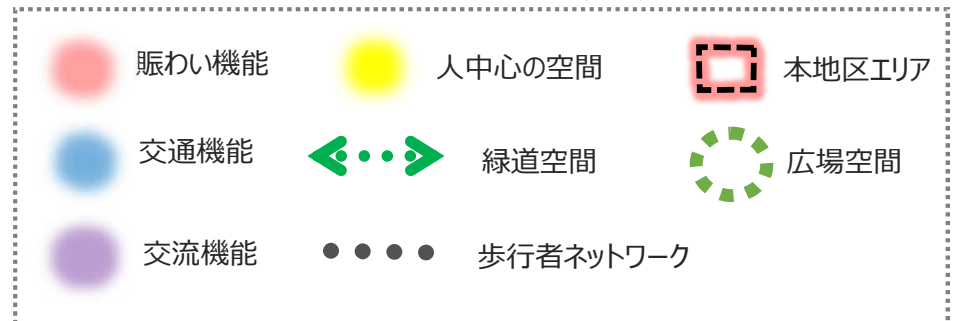 賑わい機能
人中心の空間
本地区エリア
交通機能
緑道空間
広場空間
交流機能
歩行者ネットワーク